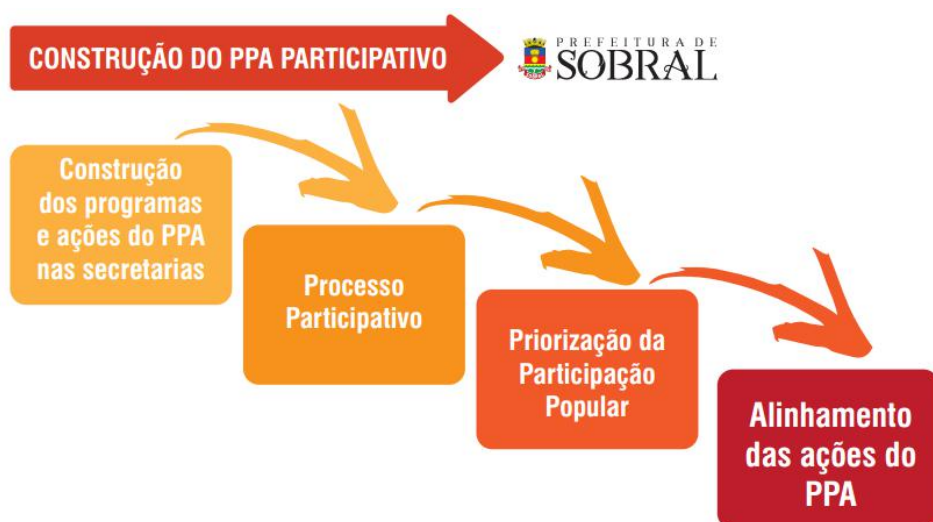 CONSTRUÇÃO DO PPA PARTICIPATIVO
PREFEITURA DE
SOBRAL
Construção
dos programas
e ações do PPA
nas secretarias
Processo
Participativo
Priorização da
Participação
Popular
Alinhamento
das ações do
PPA